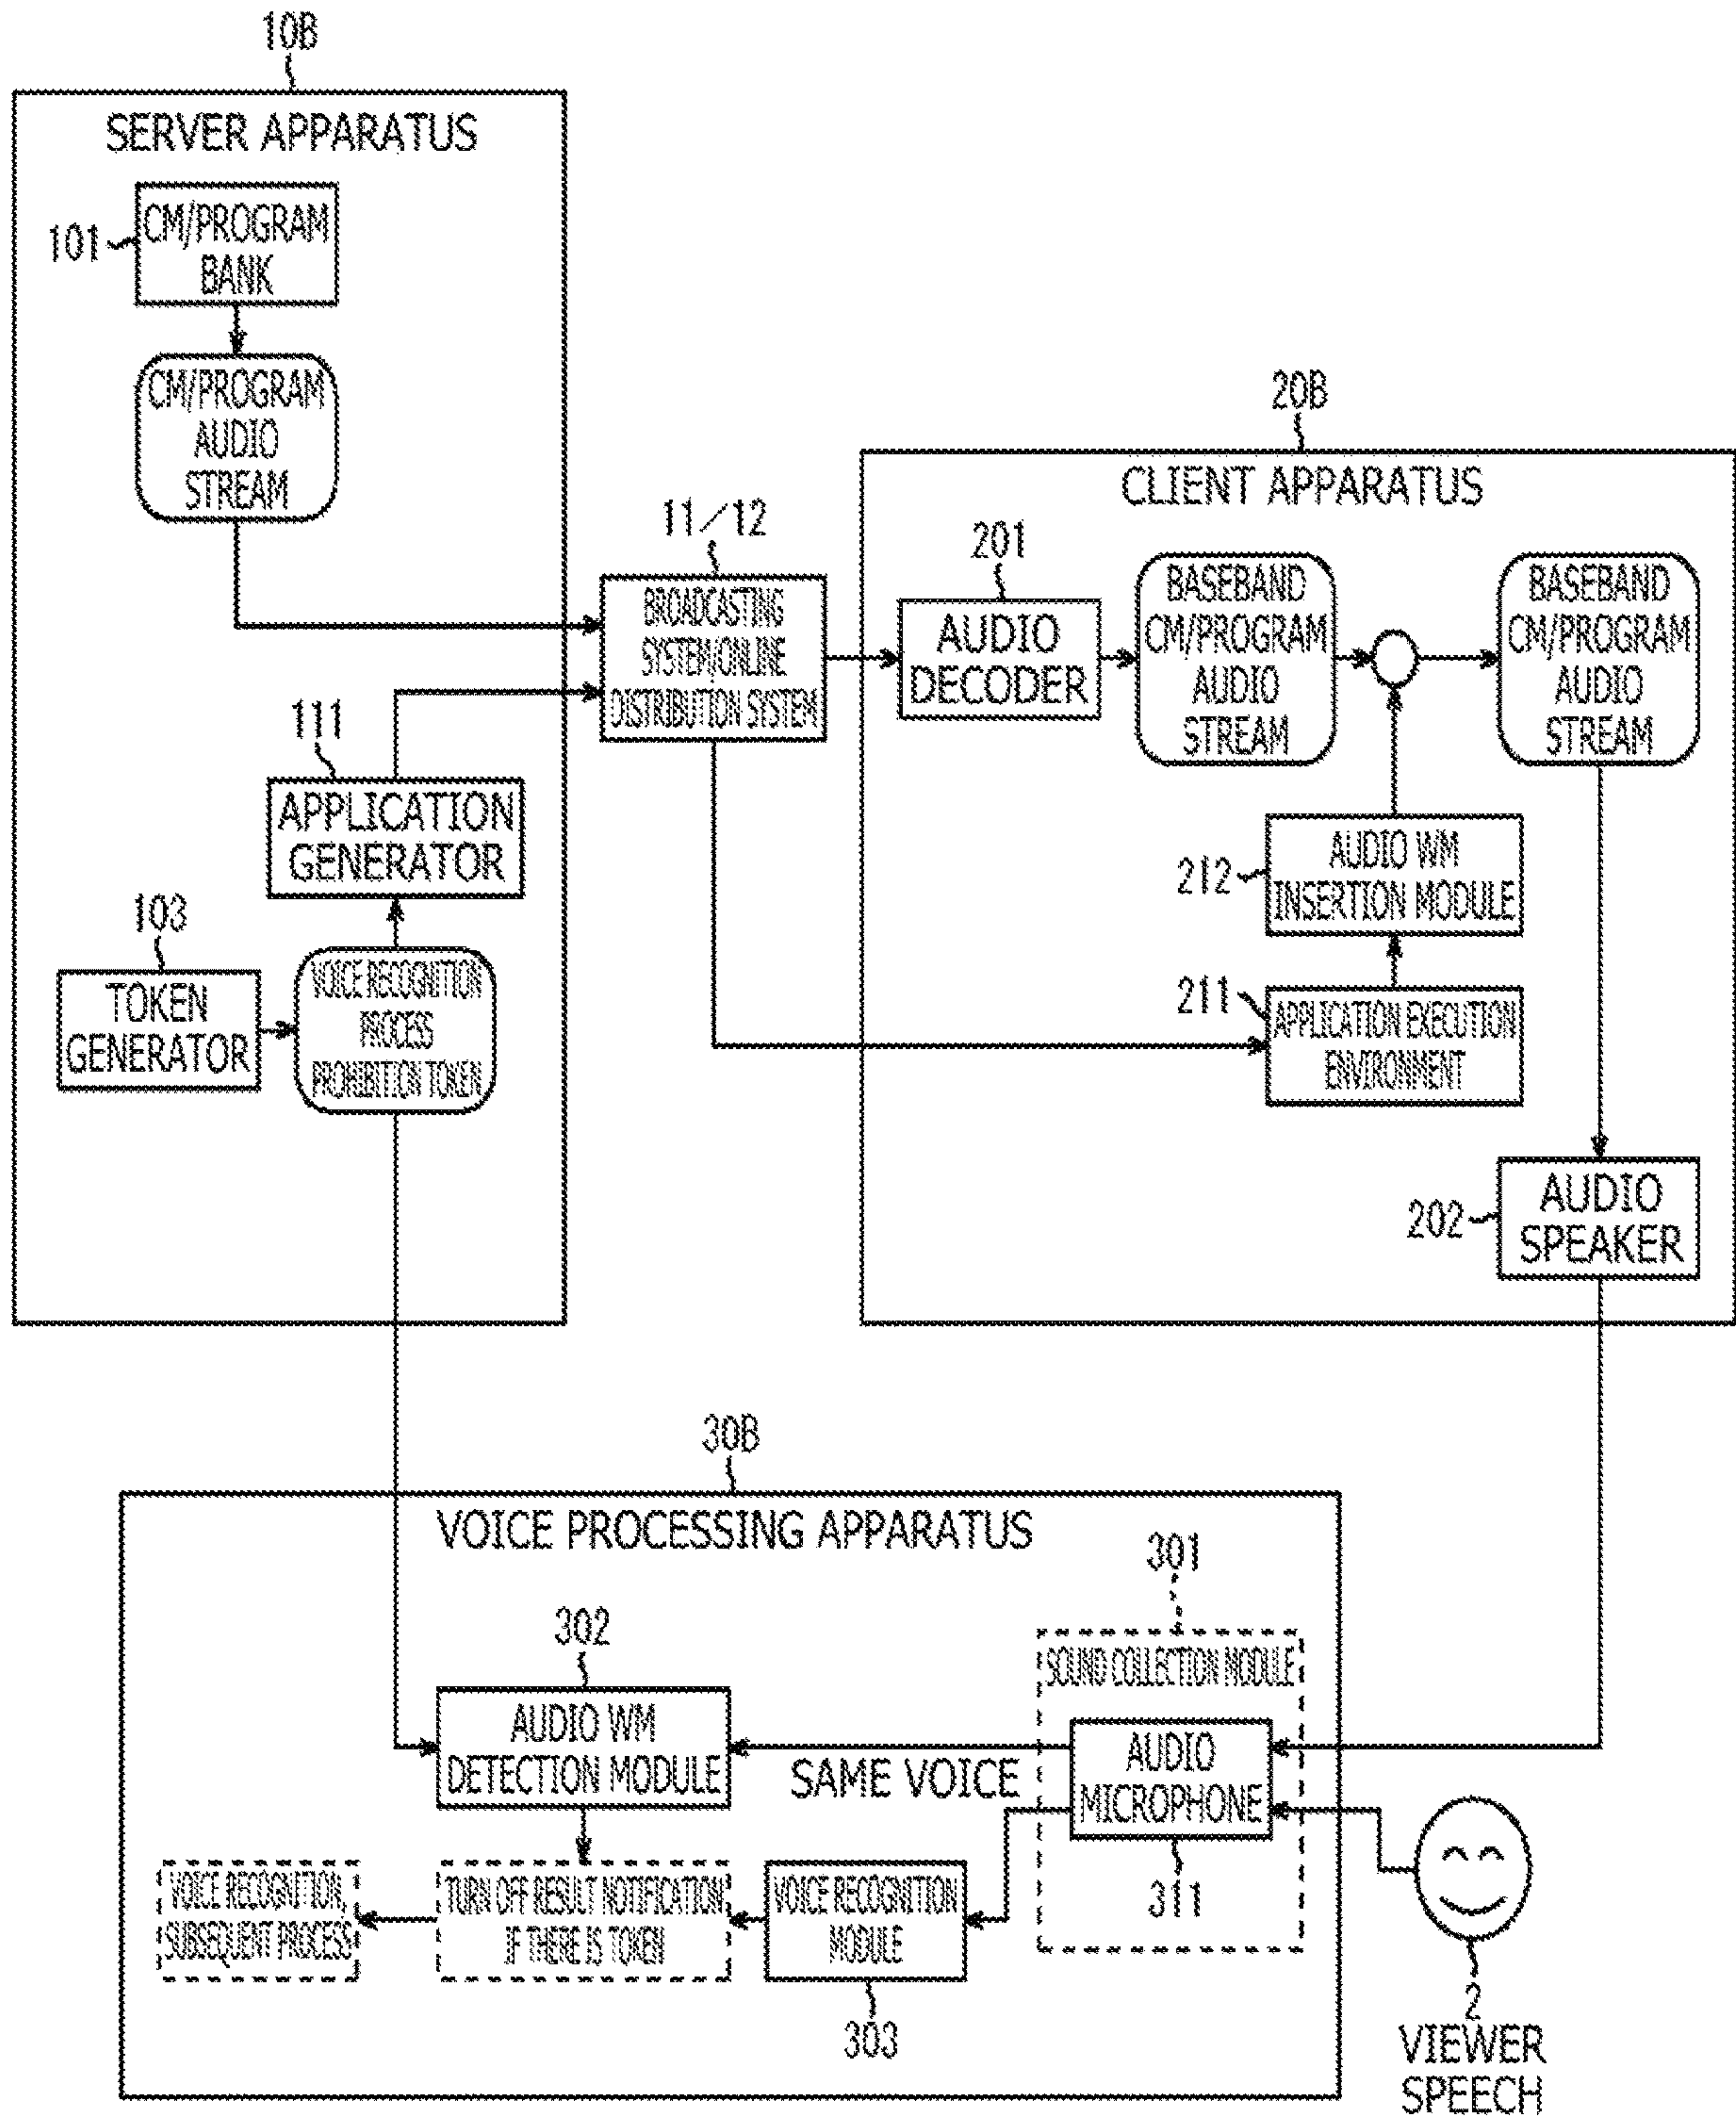 10B
SERVER APPARATUS
101
CM/PROGRAM
BANK
CM/PROGRAM
AUDIO
STREAM
111
APPLICATION
GENERATOR
103
TOKEN
GENERATOR
VOICE RECOGNITION
PROCESS
PROHIBITION TOKEN
11/12
BROADCASTING
SYSTEM/ONLINE
DISTRIBUTION SYSTEM
20B
CLIENT APPARATUS
201
AUDIO
DECODER
BASEBAND
CM/PROGRAM
AUDIO
STREAM
BASEBAND
CM/PROGRAM
AUDIO
STREAM
212
AUDIO WM
INSERTION MODULE
211
APPLICATION EXECUTION
ENVIRONMENT
202
AUDIO
SPEAKER
30B
VOICE PROCESSING APPARATUS
301
SOUND COLLECTION MODULE
302
AUDIO WM
DETECTION MODULE
SAME VOICE
AUDIO
MICROPHONE
311
VOICE RECOGNITION,
SUBSEQUENT PROCESS
TURN OFF RESULT NOTIFICATION
IF THERE IS TOKEN
VOICE RECOGNITION
MODULE
303
2
VIEWER
SPEECH